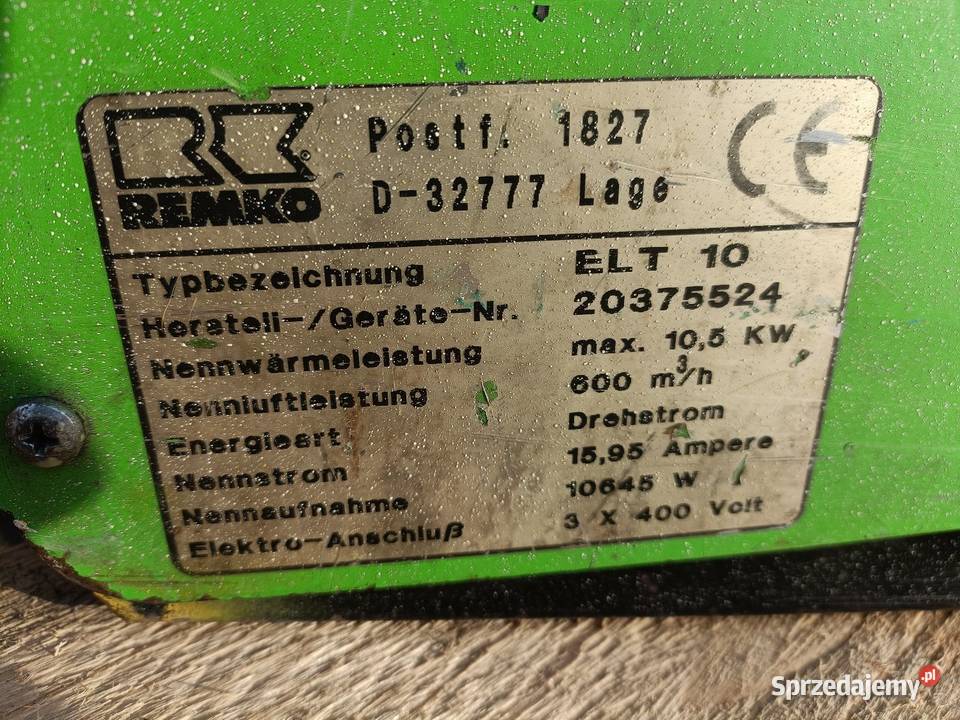 REMKO
Postf. 1827
D-32777 Lage
CE
Typbezeichnung ELT 10
Herstell-/Geräte-Nr. 20375524
Nennwärmeleistung max. 10,5 KW
Nennluftleistung 600 m³/h
Energieart Drehstrom
Nennstrom 15,95 Ampere
Nennaufnahme 10645 W
Elektro-Anschluß 3 X 400 Volt
Sprzedajemy.pl